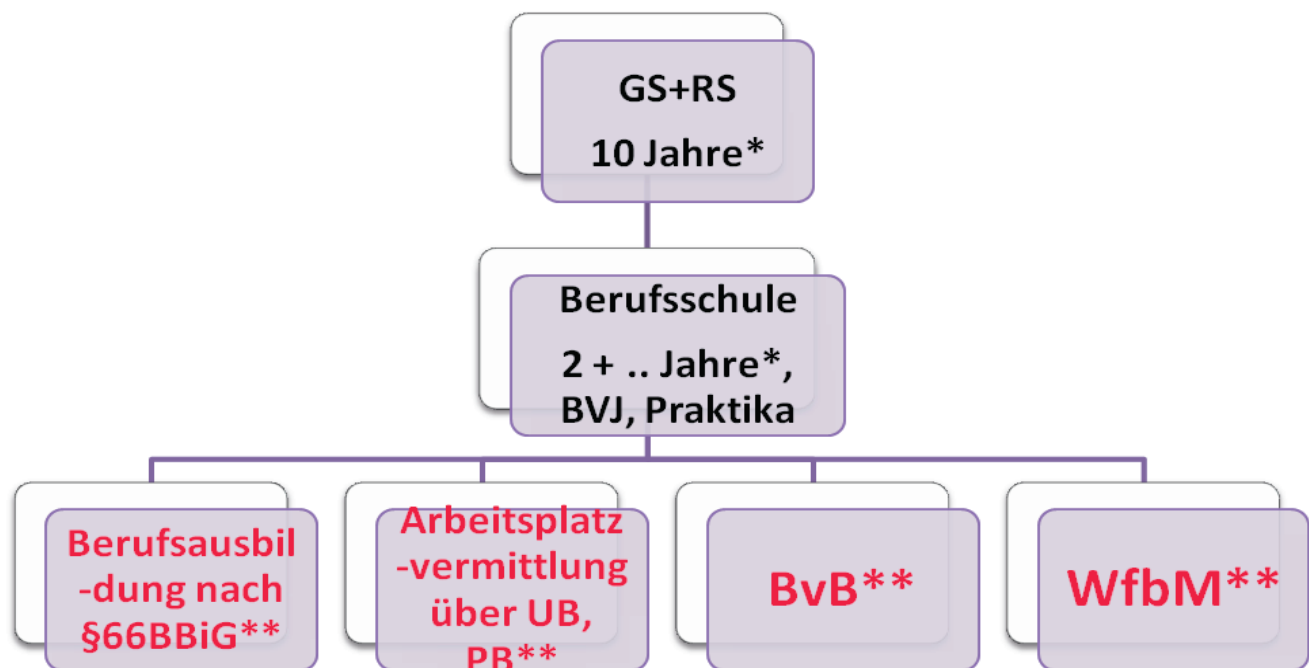 GS+RS
10 Jahre*
Berufsschule
2 + .. Jahre*,
BVJ, Praktika
Berufsausbil
-dung nach
§66BBiG**
Arbeitsplatz
-vermittlung
über UB,
PB**
BvB**
WfbM**